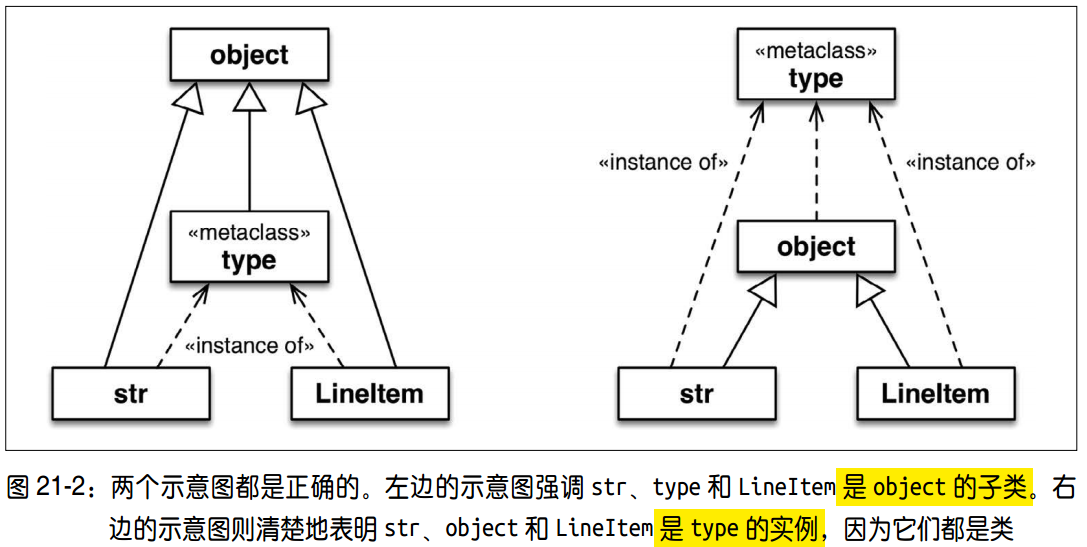 object
«metaclass»
type
«instance of»
str
LineItem
«metaclass»
type
«instance of»
«instance of»
object
str
LineItem
图 21-2：两个示意图都是正确的。左边的示意图强调 str、type 和 LineItem 是 object 的子类。右
边的示意图则清楚地表明 str、object 和 LineItem 是 type 的实例，因为它们都是类